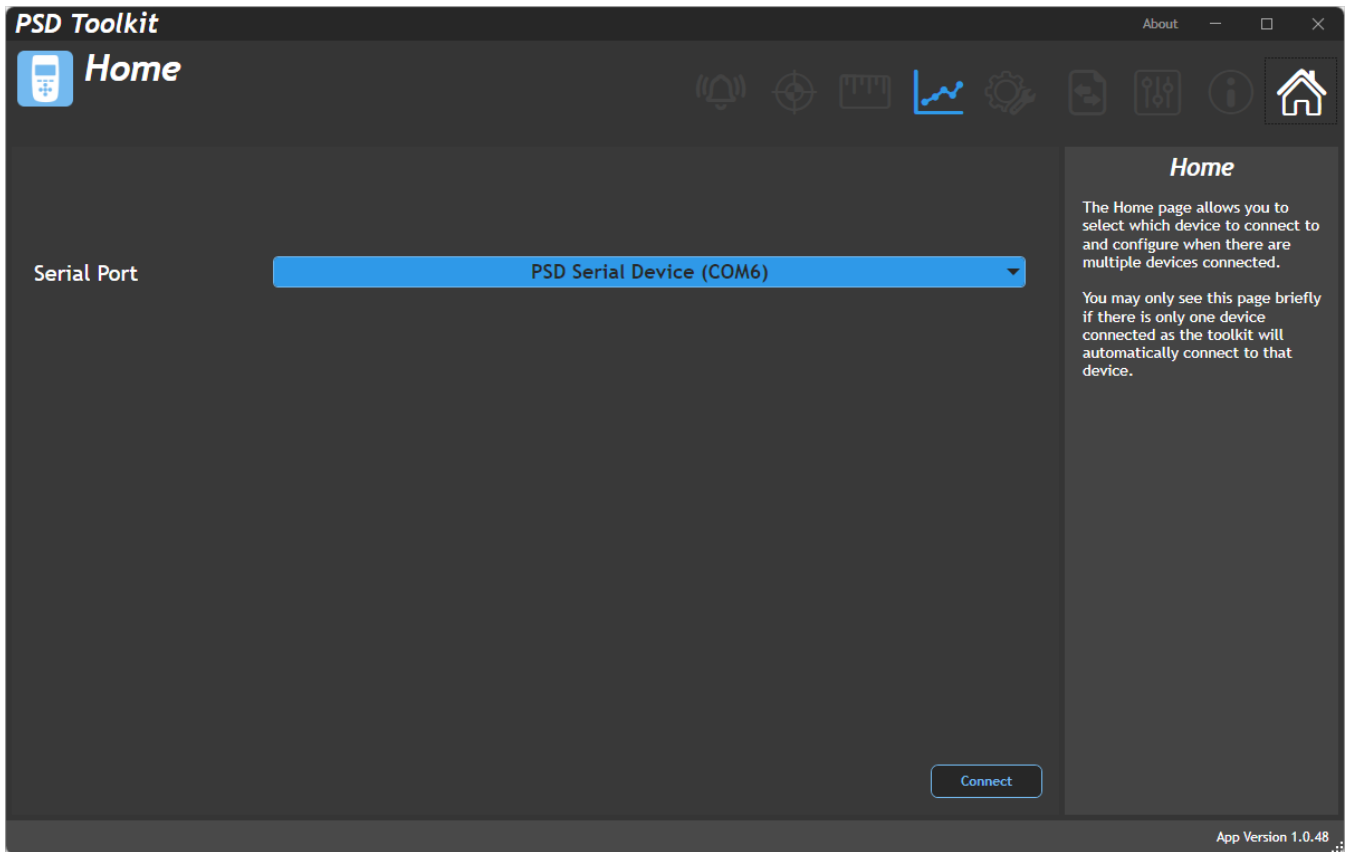 PSD Toolkit
About
Home
Serial Port
PSD Serial Device (COM6)
Connect
Home
The Home page allows you to
select which device to connect to
and configure when there are
multiple devices connected.
You may only see this page briefly
if there is only one device
connected as the toolkit will
automatically connect to that
device.
App Version 1.0.48